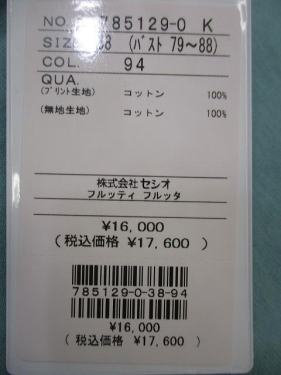 NO. 785129-0 K
SIZE 38 (ﾊﾞｽﾄ 79～88)
COL. 94
QUA.
(ﾌﾟﾘﾝﾄ生地) コットン 100%
(無地生地) コットン 100%
株式会社セシオ
フルッティ フルッタ
¥16,000
(税込価格 ¥17,600)
785129-0-38-94
¥16,000
(税込価格 ¥17,600)